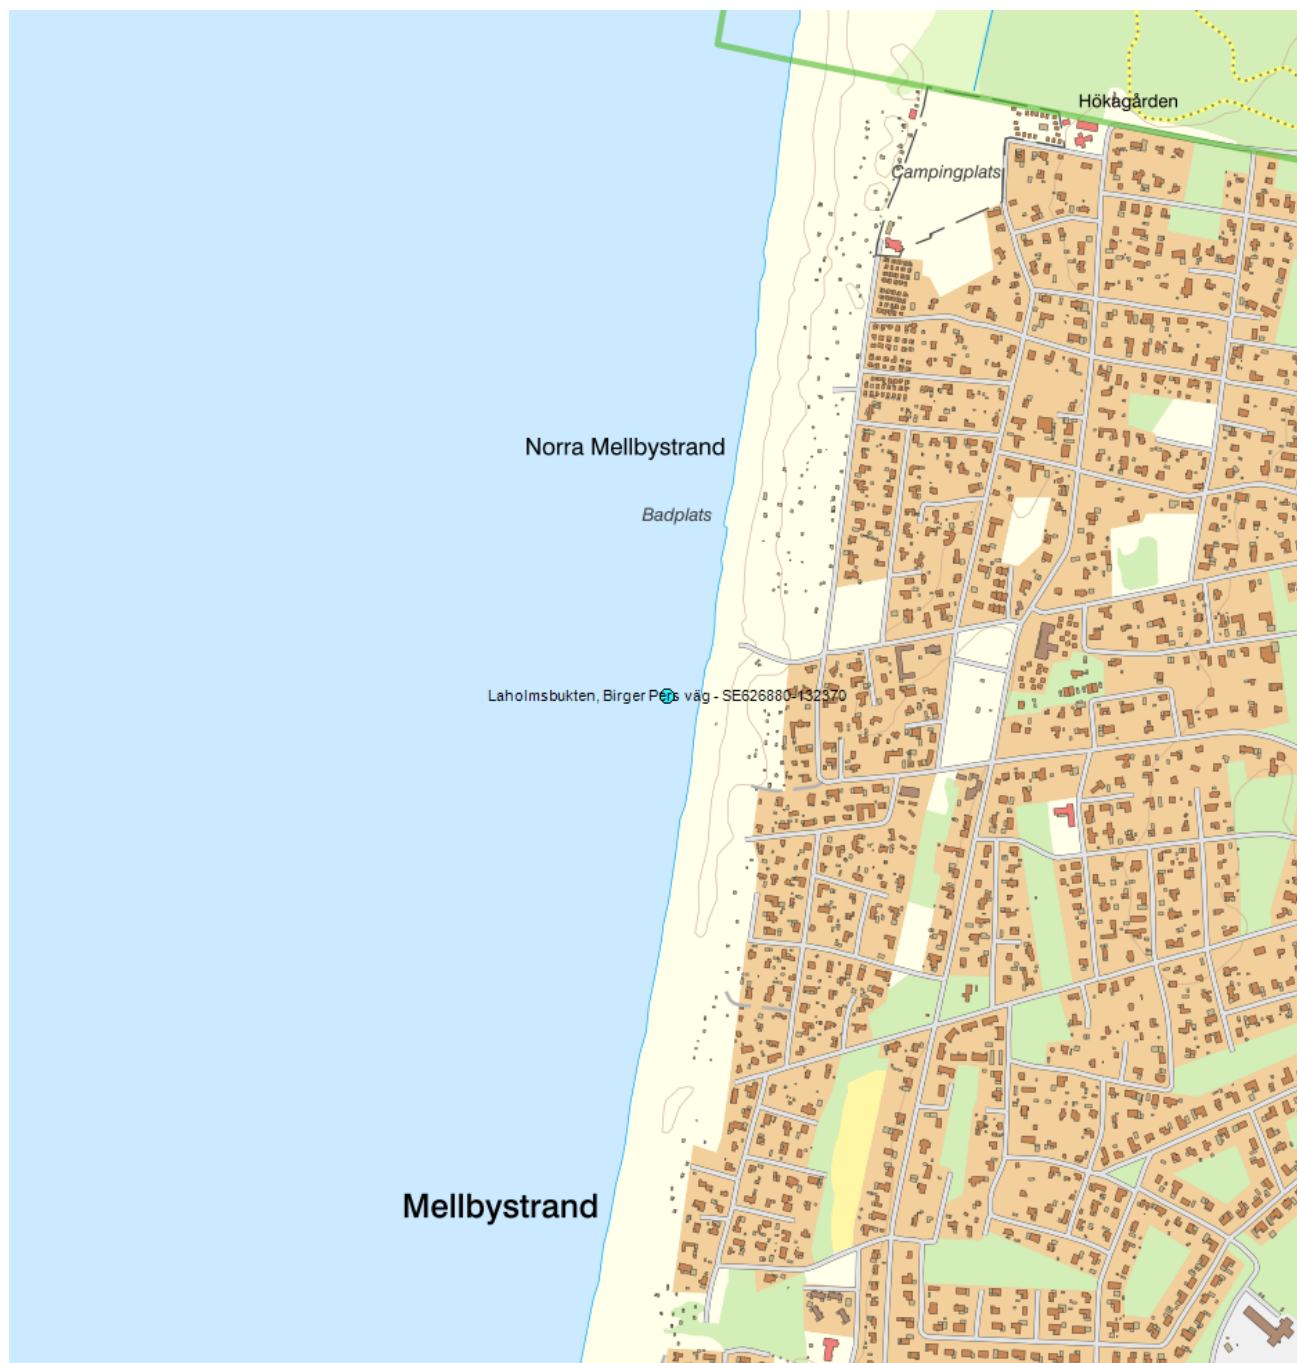 Hökagården
Campingplats
Norra Mellbystrand
Badplats
Laholmsbukten, Birger Pers väg - SE626880-132370
Mellbystrand